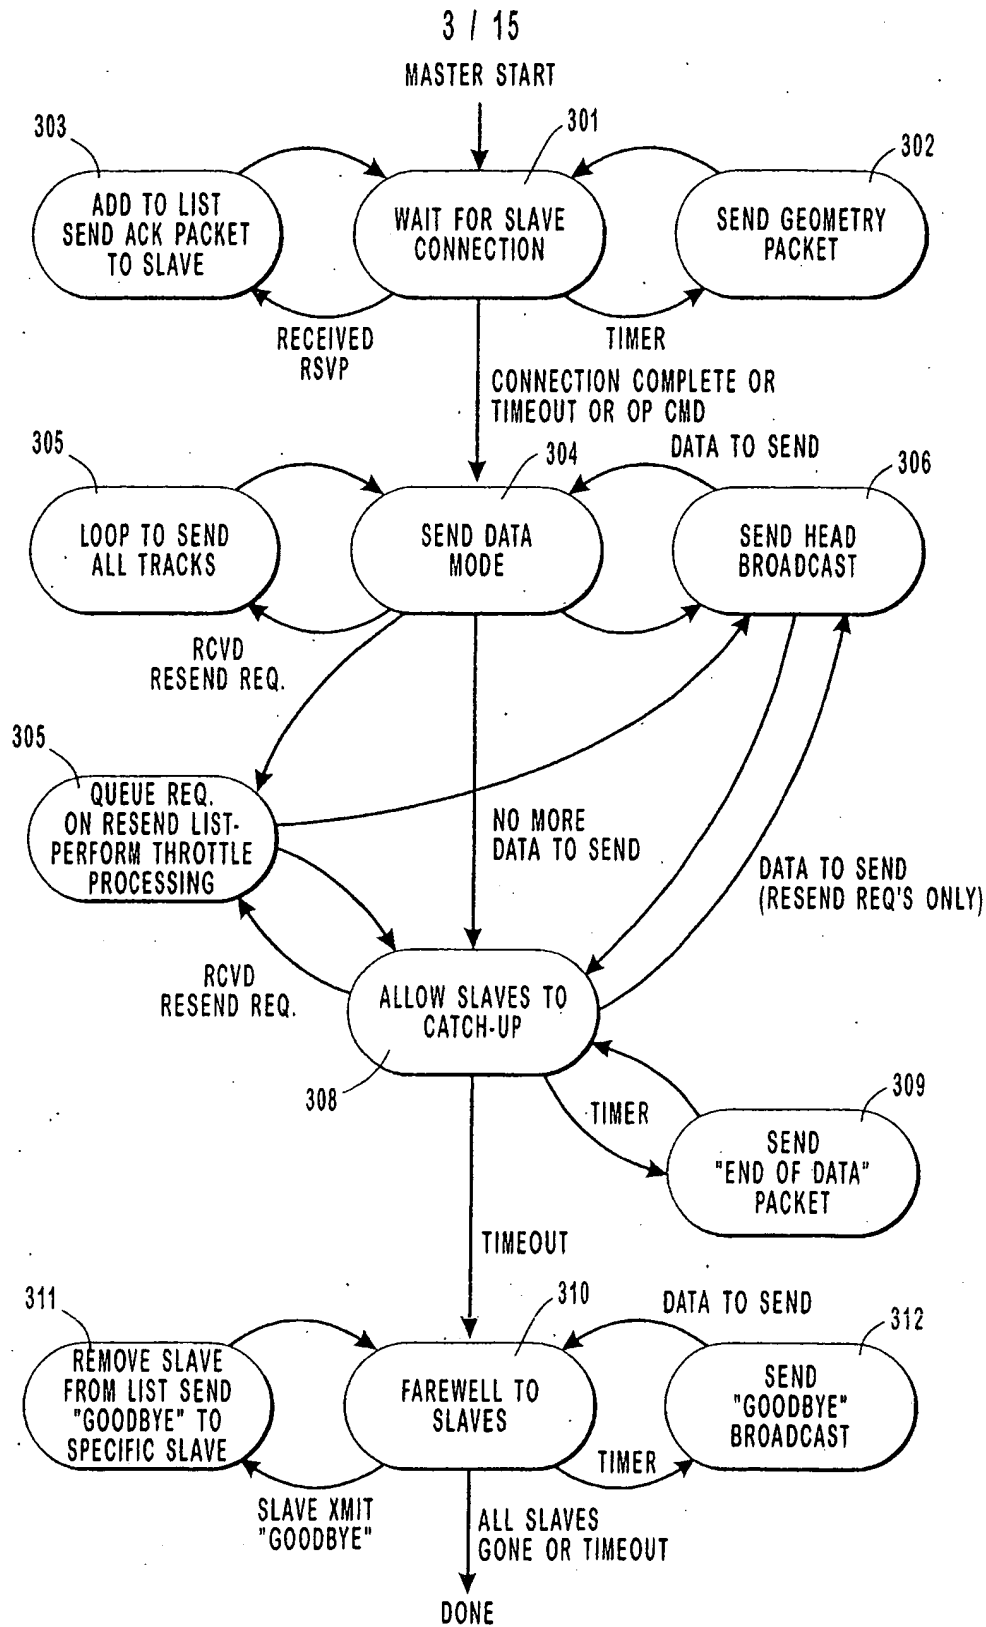 3 / 15
MASTER START
303
301
302
ADD TO LIST
SEND ACK PACKET
TO SLAVE
WAIT FOR SLAVE
CONNECTION
SEND GEOMETRY
PACKET
RECEIVED
RSVP
TIMER
CONNECTION COMPLETE OR
TIMEOUT OR OP CMD
305
304
DATA TO SEND
306
LOOP TO SEND
ALL TRACKS
SEND DATA
MODE
SEND HEAD
BROADCAST
RCVD
RESEND REQ.
305
QUEUE REQ.
ON RESEND LIST-
PERFORM THROTTLE
PROCESSING
NO MORE
DATA TO SEND
DATA TO SEND
(RESEND REQ'S ONLY)
RCVD
RESEND REQ.
ALLOW SLAVES TO
CATCH-UP
308
TIMER
309
SEND
"END OF DATA"
PACKET
TIMEOUT
311
310
DATA TO SEND
312
REMOVE SLAVE
FROM LIST SEND
"GOODBYE" TO
SPECIFIC SLAVE
FAREWELL TO
SLAVES
SEND
"GOODBYE"
BROADCAST
TIMER
SLAVE XMIT
"GOODBYE"
ALL SLAVES
GONE OR TIMEOUT
DONE